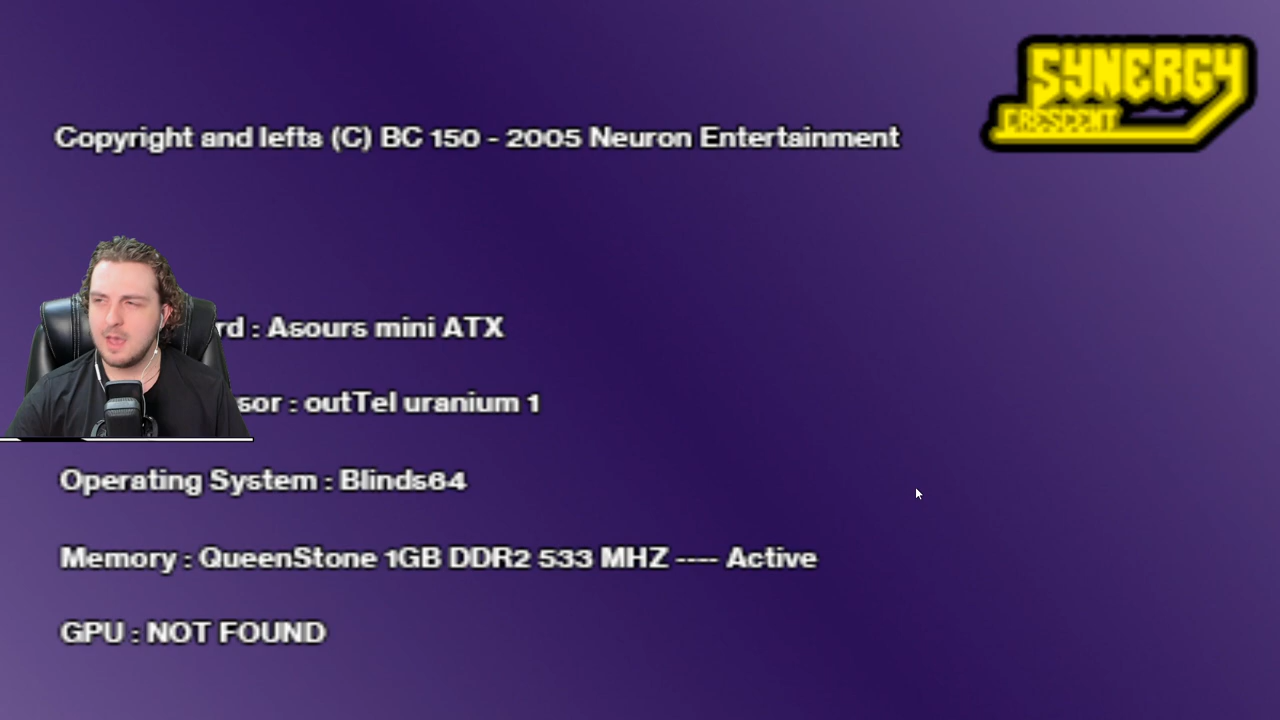 SYNERGY
CRESCENT
Copyright and lefts (C) BC 150 - 2005 Neuron Entertainment
rd : Asours mini ATX
sor : outTel uranium 1
Operating System : Blinds64
Memory : QueenStone 1GB DDR2 533 MHZ ---- Active
GPU : NOT FOUND